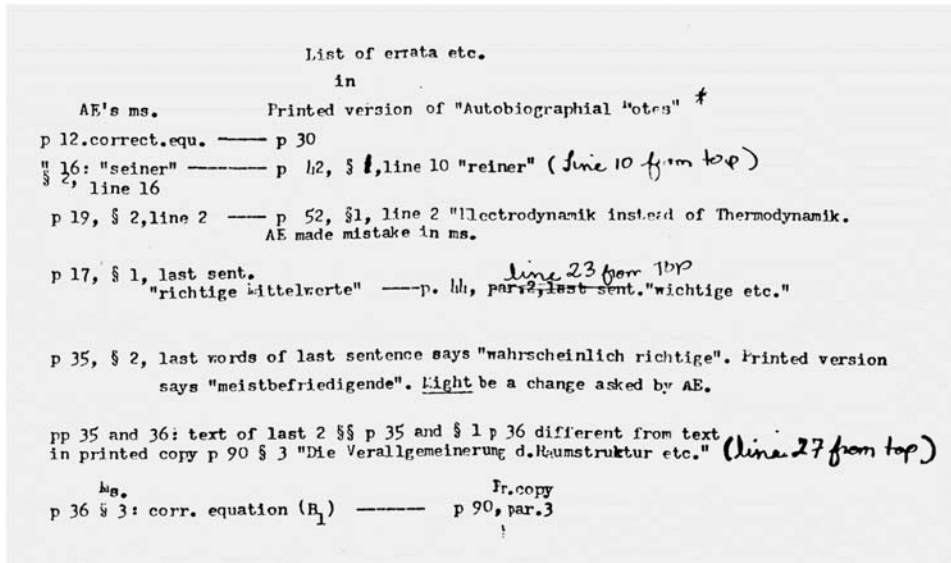 List of errata etc.
in
AE's ms. Printed version of "Autobiographial Notes" *
p 12.correct.equ. ——— p 30
" 16: "seiner" ———— p 42, § 1,line 10 "reiner" (line 10 from top)
§ 2, line 16
p 19, § 2,line 2 ——— p 52, §1, line 2 "Electrodynamik instead of Thermodynamik.
AE made mistake in ms.
p 17, § 1, last sent. line 23 from TOP
"richtige Mittelwerte" ——-p. 44, par.2,last sent."wichtige etc."
p 35, § 2, last words of last sentence says "wahrscheinlich richtige". Printed version
says "meistbefriedigende". Might be a change asked by AE.
pp 35 and 36: text of last 2 §§ p 35 and § 1 p 36 different from text
in printed copy p 90 § 3 "Die Verallgemeinerung d.Raumstruktur etc." (line 27 from top)
Ms. Pr.copy
p 36 § 3: corr. equation (B1) ——— p 90, par.3